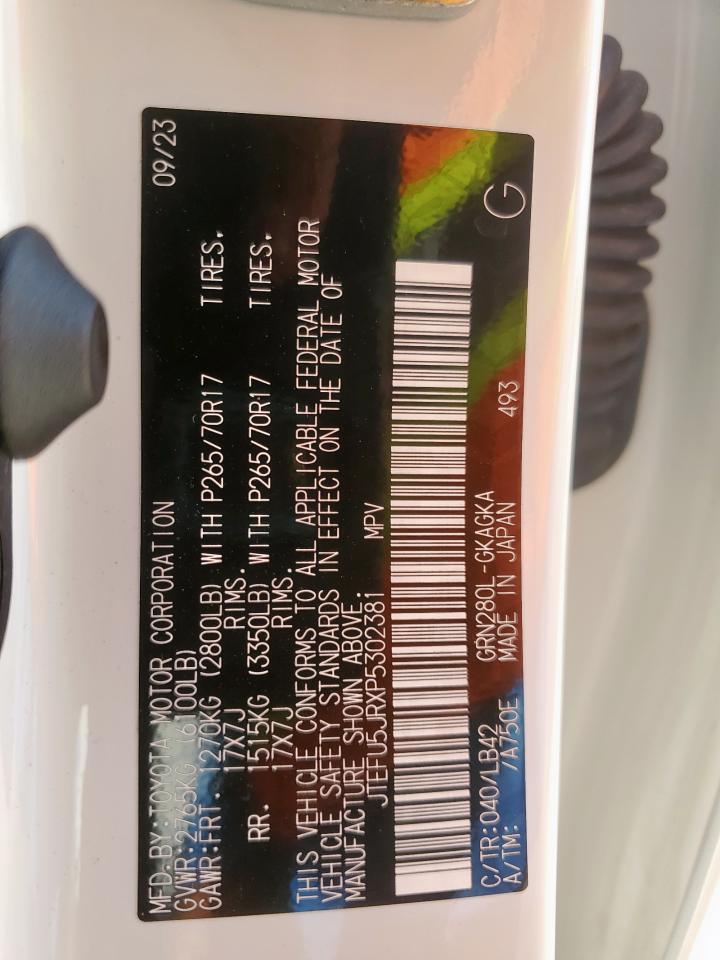 MFD.BY:TOYOTA MOTOR CORPORATION 09/23
GVWR:2765KG (6100LB)
GAWR:FRT. 1270KG (2800LB) WITH P265/70R17 TIRES,
17X7J RIMS,
RR. 1515KG (3350LB) WITH P265/70R17 TIRES,
17X7J RIMS.
THIS VEHICLE CONFORMS TO ALL APPLICABLE FEDERAL MOTOR
VEHICLE SAFETY STANDARDS IN EFFECT ON THE DATE OF
MANUFACTURE SHOWN ABOVE.
JTEFU5JRXP5302381 MPV
C/TR:040/LB42 GRN280L-GKAGKA G
A/TM: /A750E MADE IN JAPAN 493